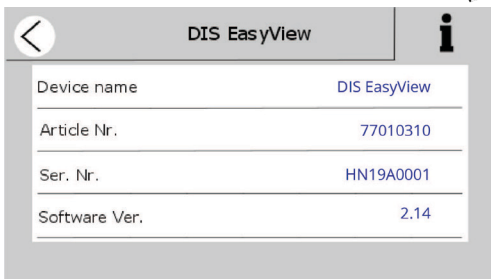 DIS EasyView
Device name DIS EasyView
Article Nr. 77010310
Ser. Nr. HN19A0001
Software Ver. 2.14